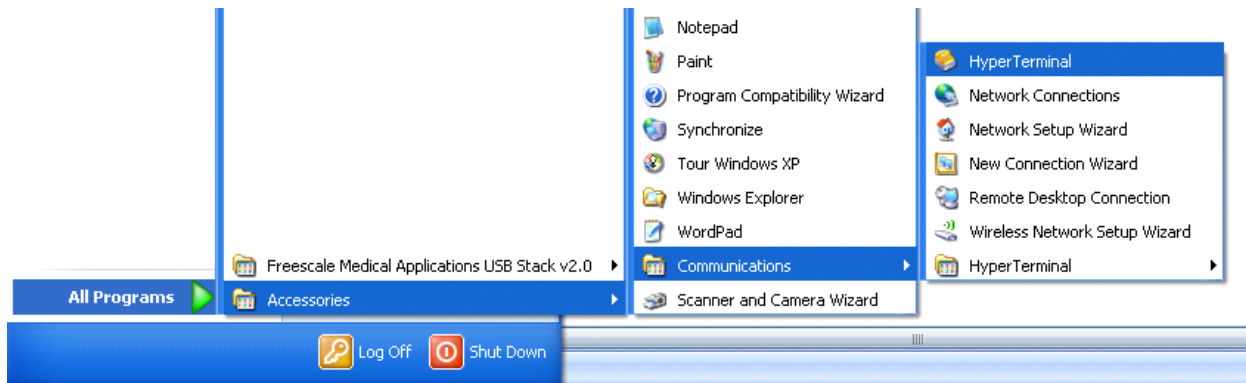 Notepad
Paint
Program Compatibility Wizard
Synchronize
Tour Windows XP
Windows Explorer
WordPad
Communications
Scanner and Camera Wizard
HyperTerminal
Network Connections
Network Setup Wizard
New Connection Wizard
Remote Desktop Connection
Wireless Network Setup Wizard
HyperTerminal
Freescale Medical Applications USB Stack v2.0
Accessories
All Programs
Log Off
Shut Down